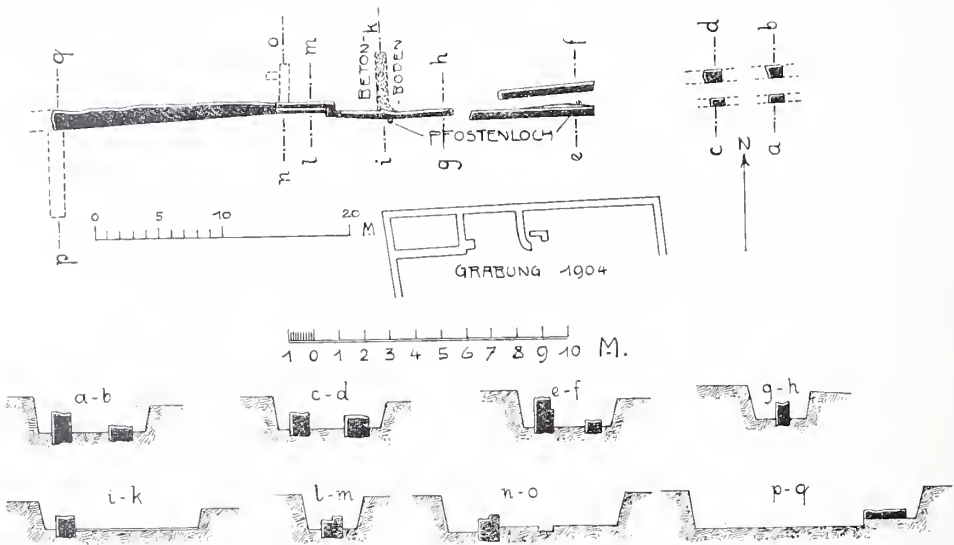 q
o
m
BETON-
BODEN
k
h
f
d
b
PFOSTENLOCH
p
n
l
i
g
e
c
a
N
0 5 10 20 M
GRABUNG 1904
1 0 1 2 3 4 5 6 7 8 9 10 M.
a-b c-d e-f g-h
i-k l-m n-o p-q